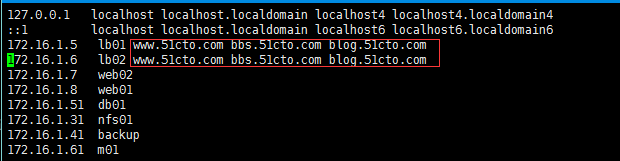 127.0.0.1 localhost localhost.localdomain localhost4 localhost4.localdomain4
::1 localhost localhost.localdomain localhost6 localhost6.localdomain6
172.16.1.5 lb01 www.51cto.com bbs.51cto.com blog.51cto.com
172.16.1.6 lb02 www.51cto.com bbs.51cto.com blog.51cto.com
172.16.1.7 web02
172.16.1.8 web01
172.16.1.51 db01
172.16.1.31 nfs01
172.16.1.41 backup
172.16.1.61 m01